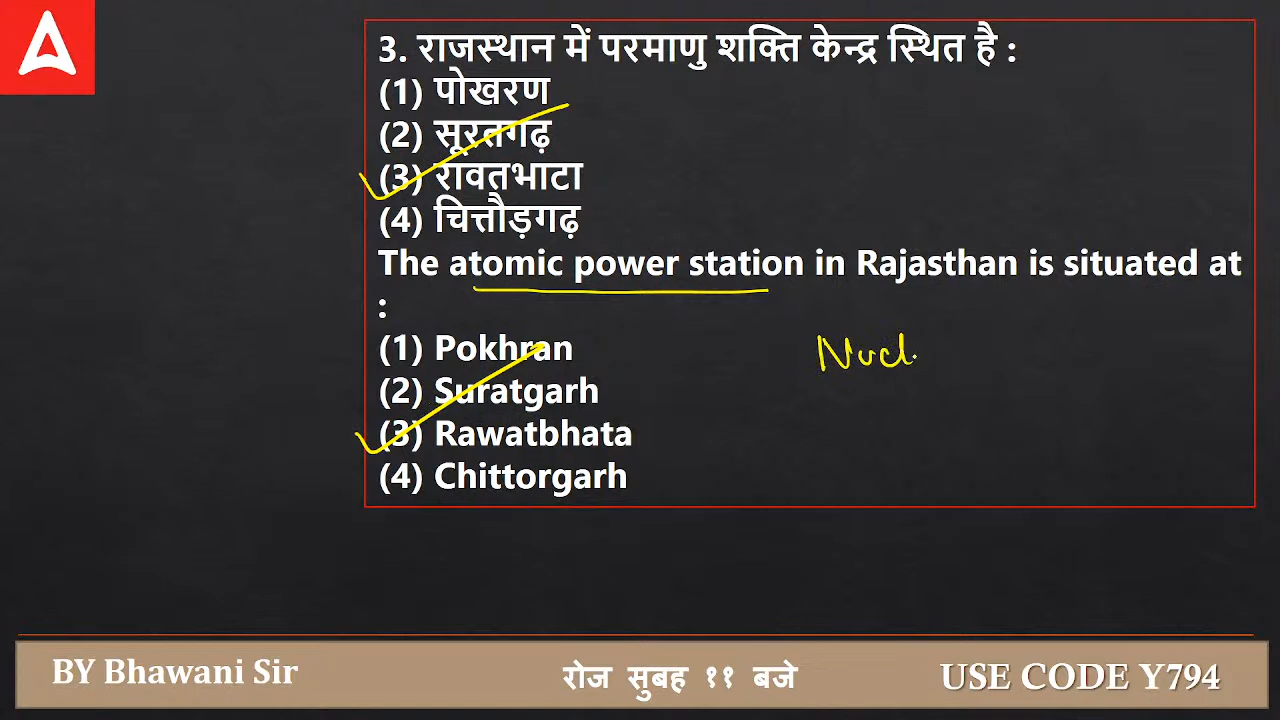 3. राजस्थान में परमाणु शक्ति केन्द्र स्थित है :
(1) पोखरण
(2) सूरतगढ़
(3) रावतभाटा
(4) चित्तौड़गढ़
The atomic power station in Rajasthan is situated at
:
(1) Pokhran
(2) Suratgarh
(3) Rawatbhata
(4) Chittorgarh
Nucl.
BY Bhawani Sir
रोज सुबह ११ बजे
USE CODE Y794